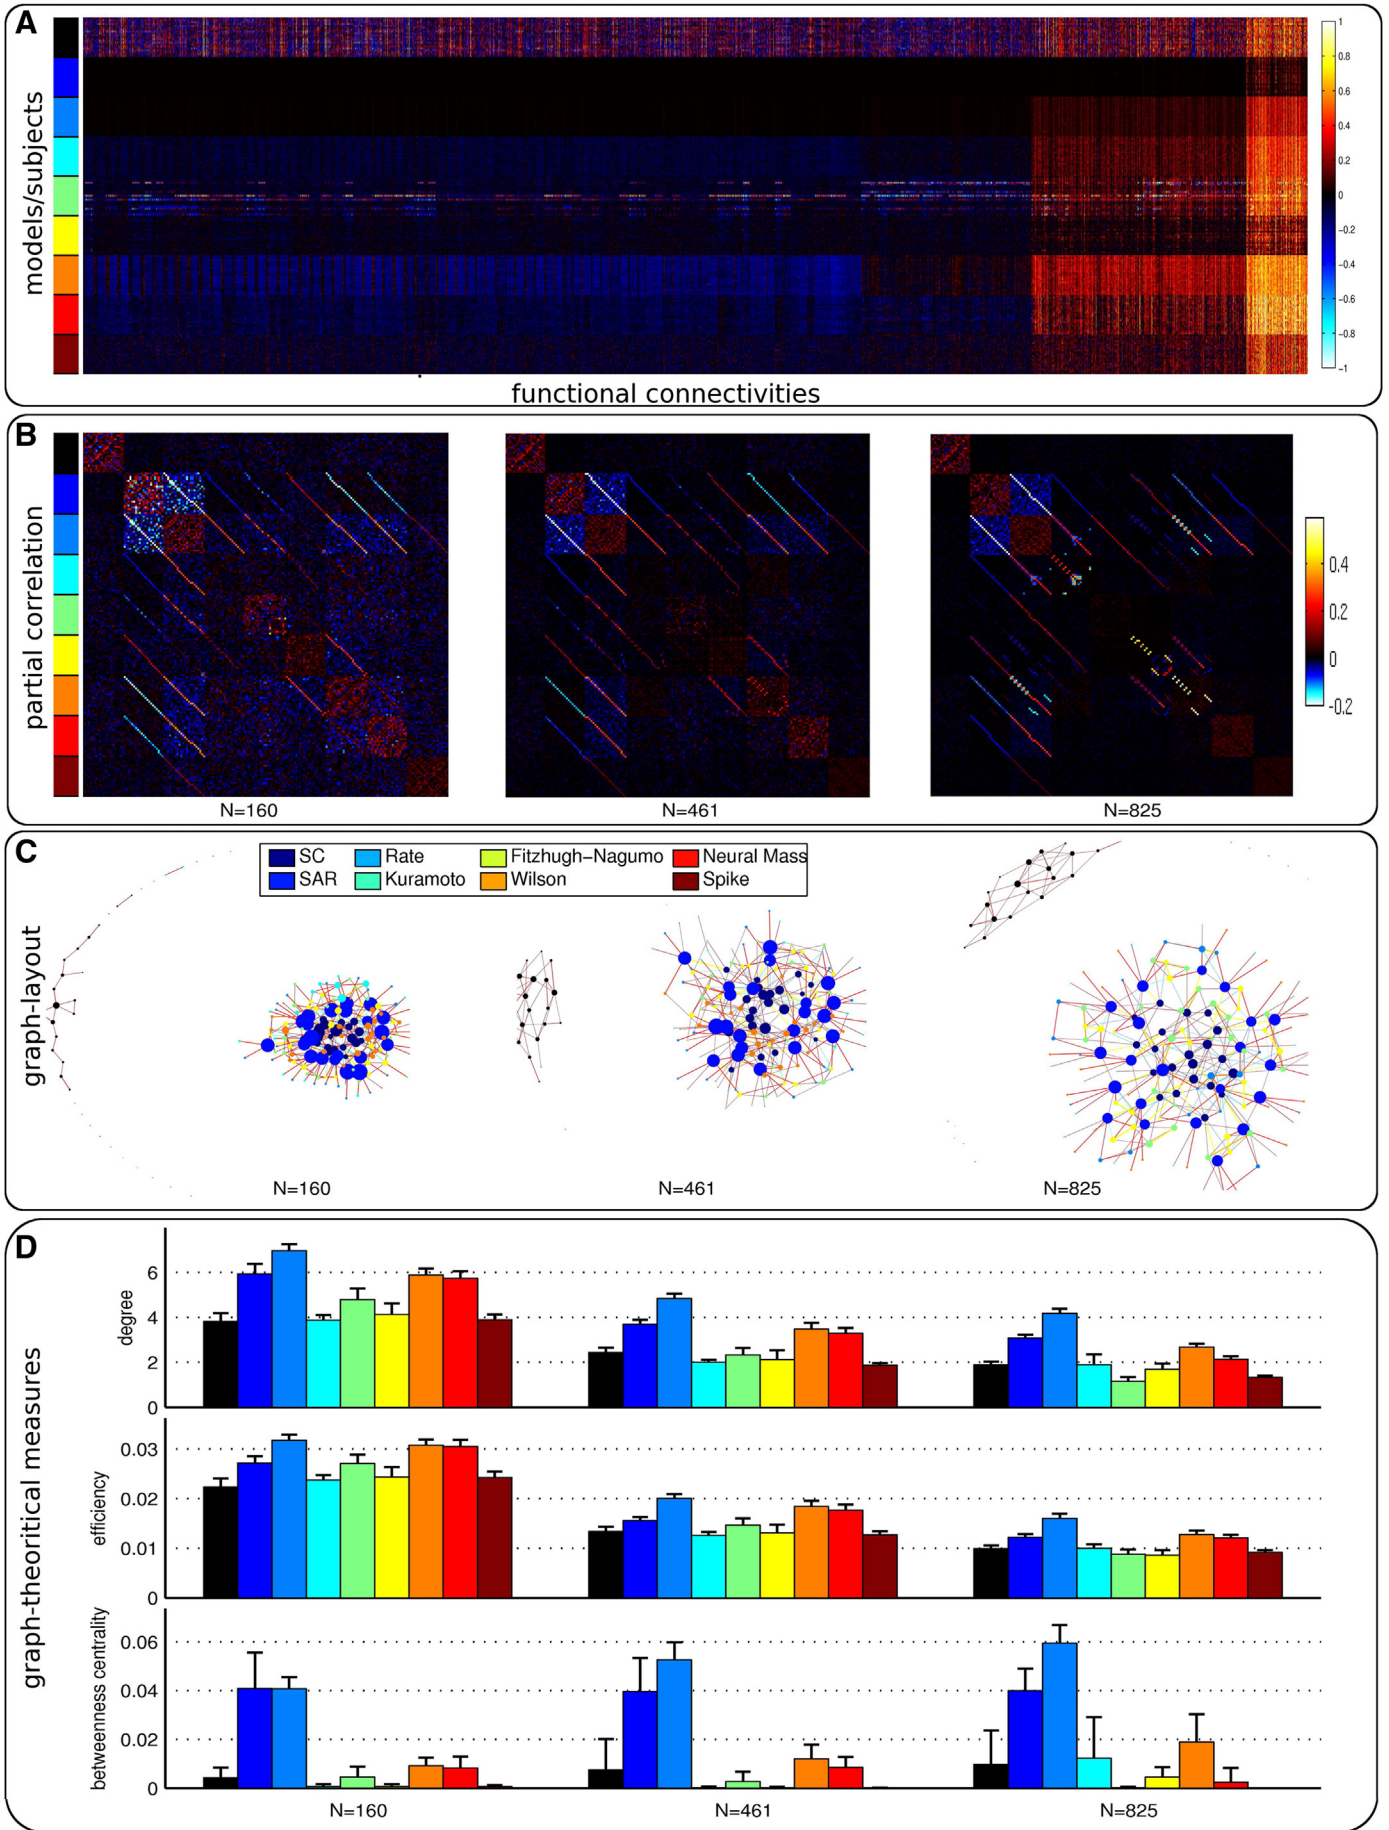 A
models/subjects
1
0.8
0.6
0.4
0.2
0
-0.2
-0.4
-0.6
-0.8
-1
functional connectivities
B
partial correlation
0.4
0.2
0
-0.2
N=160
N=461
N=825
C
graph-layout
SC
Rate
Fitzhugh-Nagumo
Neural Mass
SAR
Kuramoto
Wilson
Spike
N=160
N=461
N=825
D
graph-theoritical measures
degree
6
4
2
0
efficiency
0.03
0.02
0.01
0
betweenness centrality
0.06
0.04
0.02
0
N=160
N=461
N=825